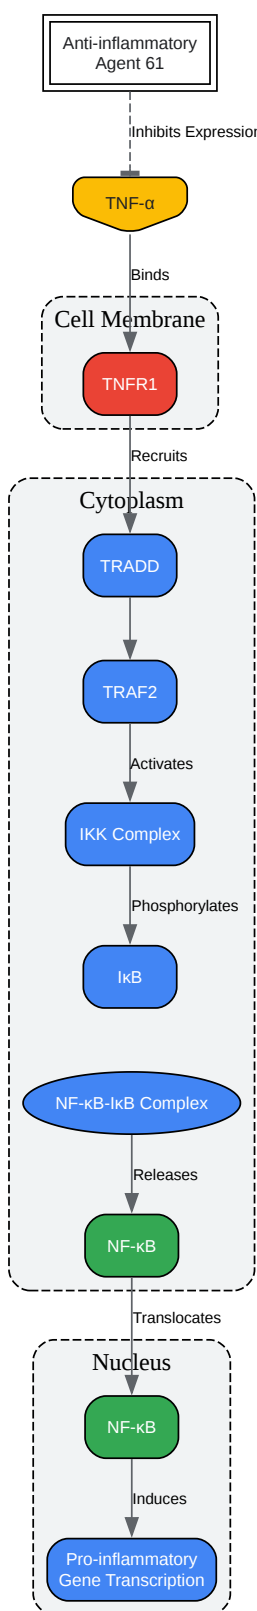 Anti-inflammatory
Agent 61
Inhibits Expression
TNF-α
Binds
Cell Membrane
TNFR1
Recruits
Cytoplasm
TRADD
TRAF2
Activates
IKK Complex
Phosphorylates
IκB
NF-κB-IκB Complex
Releases
NF-κB
Translocates
Nucleus
NF-κB
Induces
Pro-inflammatory
Gene Transcription